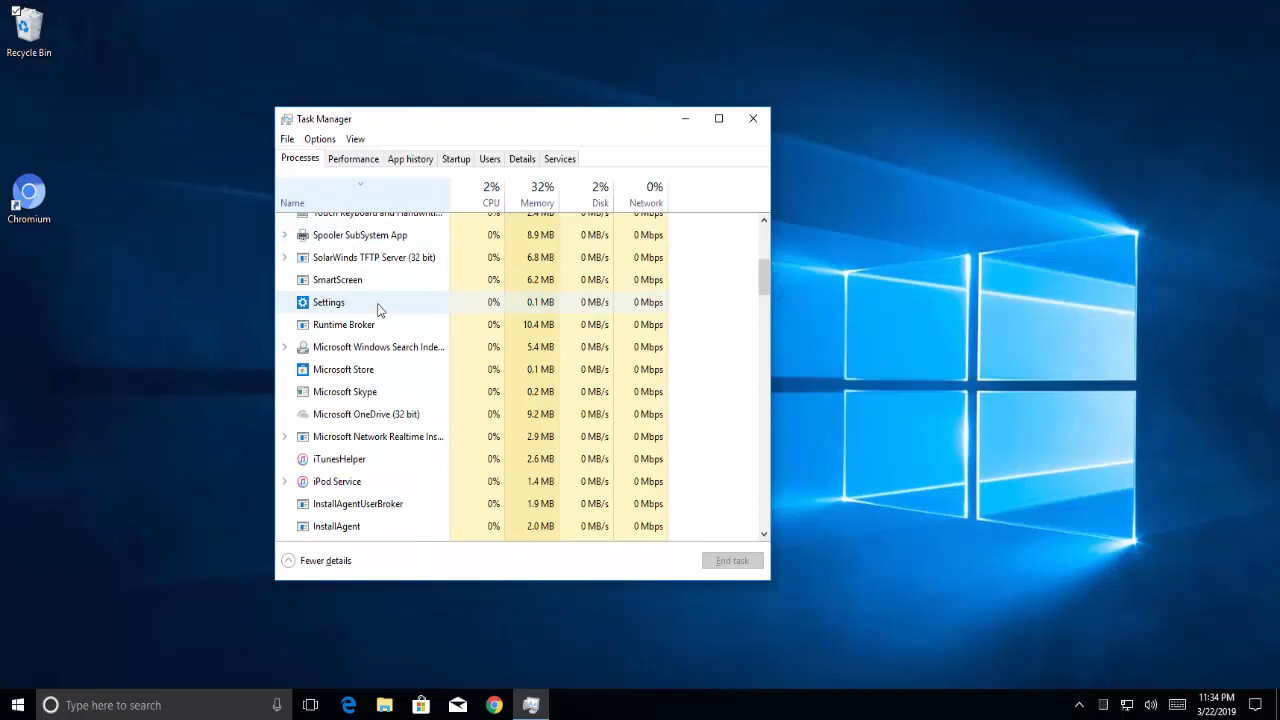 Recycle Bin
Chromium
Task Manager
File Options View
Processes Performance App history Startup Users Details Services
2% 32% 2% 0%
Name CPU Memory Disk Network
Touch Keyboard and Handwriti... 0% 2.4 MB 0 MB/s 0 Mbps
Spooler SubSystem App 0% 8.9 MB 0 MB/s 0 Mbps
SolarWinds TFTP Server (32 bit) 0% 6.8 MB 0 MB/s 0 Mbps
SmartScreen 0% 6.2 MB 0 MB/s 0 Mbps
Settings 0% 0.1 MB 0 MB/s 0 Mbps
Runtime Broker 0% 10.4 MB 0 MB/s 0 Mbps
Microsoft Windows Search Inde... 0% 5.4 MB 0 MB/s 0 Mbps
Microsoft Store 0% 0.1 MB 0 MB/s 0 Mbps
Microsoft Skype 0% 0.2 MB 0 MB/s 0 Mbps
Microsoft OneDrive (32 bit) 0% 9.2 MB 0 MB/s 0 Mbps
Microsoft Network Realtime Ins... 0% 2.9 MB 0 MB/s 0 Mbps
iTunesHelper 0% 2.6 MB 0 MB/s 0 Mbps
iPod Service 0% 1.4 MB 0 MB/s 0 Mbps
InstallAgentUserBroker 0% 1.9 MB 0 MB/s 0 Mbps
InstallAgent 0% 2.0 MB 0 MB/s 0 Mbps
Fewer details End task
Type here to search
11:34 PM
3/22/2019